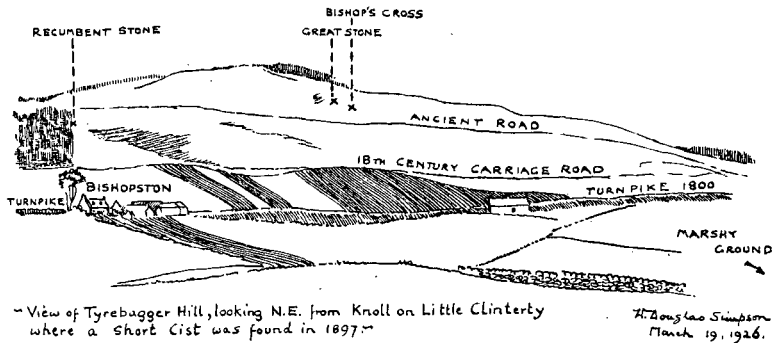 BISHOP'S CROSS
RECUMBENT STONE
GREAT STONE
ANCIENT ROAD
18TH CENTURY CARRIAGE ROAD
BISHOPSTON
TURNPIKE 1800
TURNPIKE
MARSHY
GROUND
~ View of Tyrebagger Hill, looking N.E. from Knoll on Little Clinterty
where a Short Cist was found in 1897. ~
W. Douglas Simpson
March 19, 1926.